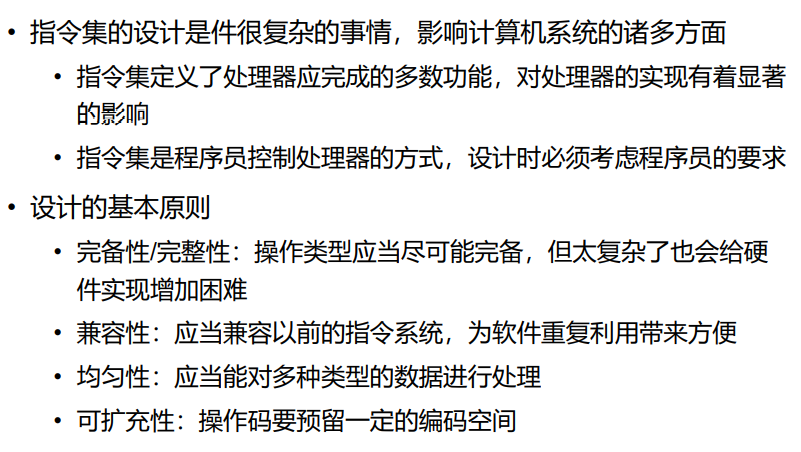 • 指令集的设计是件很复杂的事情，影响计算机系统的诸多方面
• 指令集定义了处理器应完成的多数功能，对处理器的实现有着显著
的影响
• 指令集是程序员控制处理器的方式，设计时必须考虑程序员的要求
• 设计的基本原则
• 完备性/完整性：操作类型应当尽可能完备，但太复杂了也会给硬
件实现增加困难
• 兼容性：应当兼容以前的指令系统，为软件重复利用带来方便
• 均匀性：应当能对多种类型的数据进行处理
• 可扩充性：操作码要预留一定的编码空间